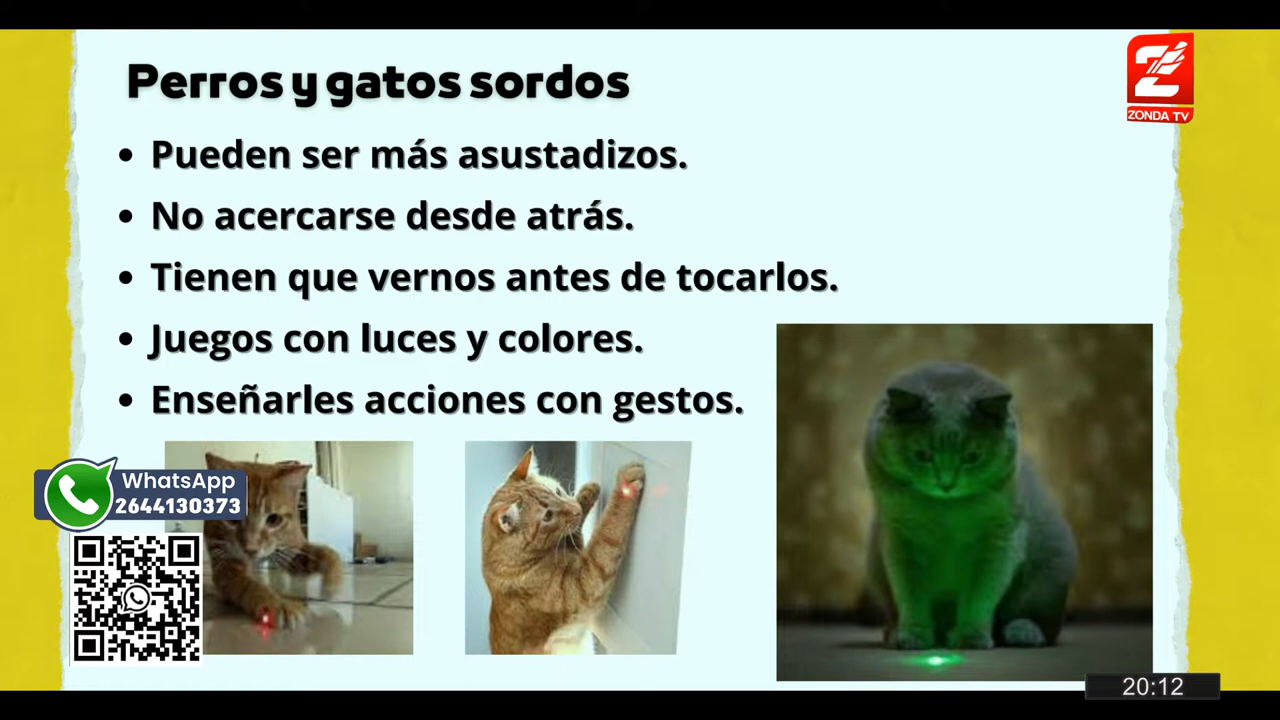 Perros y gatos sordos
ZONDA TV
• Pueden ser más asustadizos.
• No acercarse desde atrás.
• Tienen que vernos antes de tocarlos.
• Juegos con luces y colores.
• Enseñarles acciones con gestos.
WhatsApp
2644130373
20:12